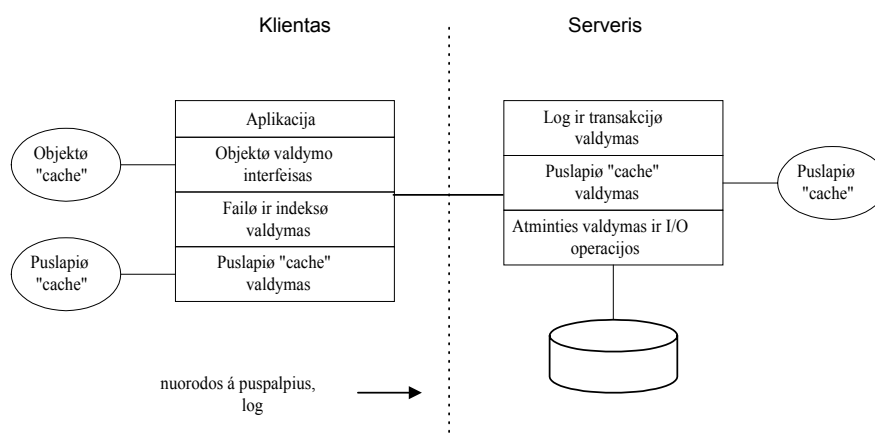 Klientas
Serveris
Aplikacija
Objektø valdymo
interfeisas
Failø ir indeksø
valdymas
Puslapiø "cache"
valdymas
Objektø
"cache"
Puslapiø
"cache"
Log ir transakcijø
valdymas
Puslapiø "cache"
valdymas
Atminties valdymas ir I/O
operacijos
Puslapiø
"cache"
nuorodos á puspalpius,
log